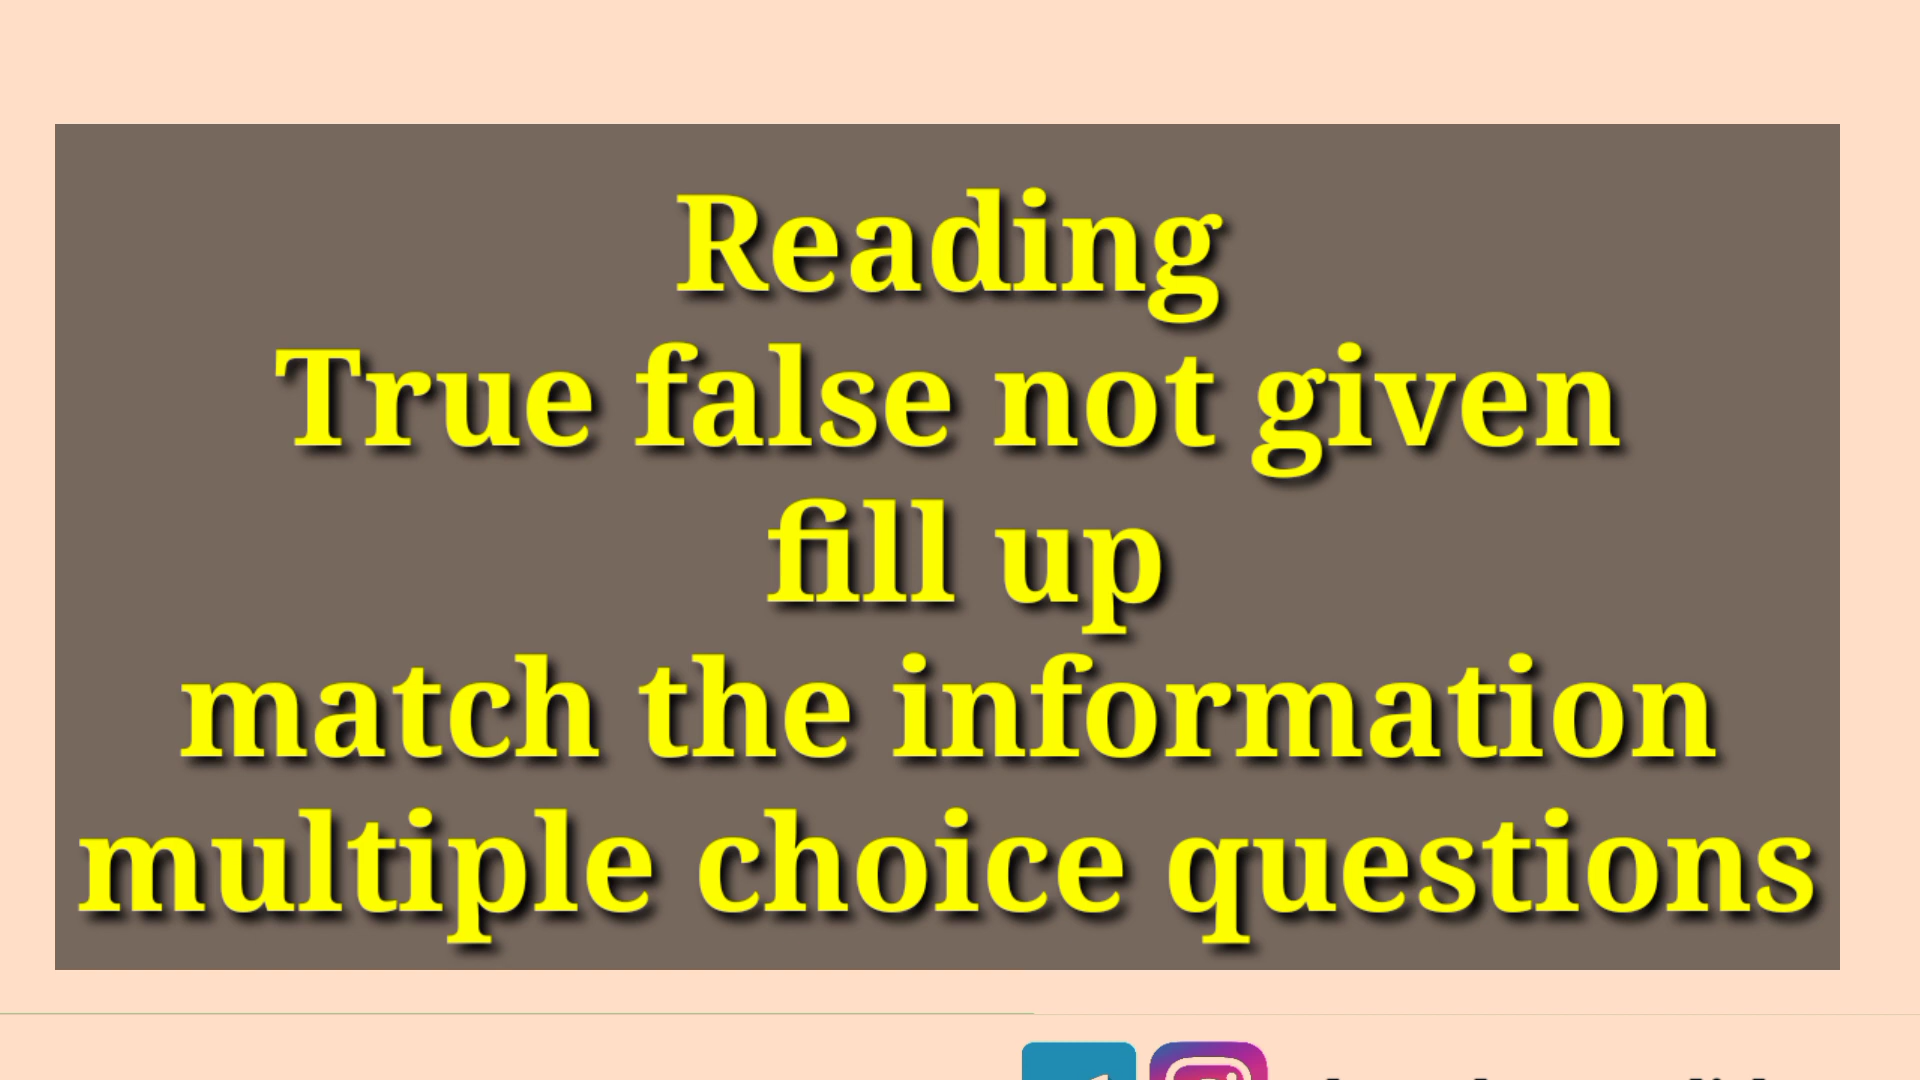 Reading
True false not given
fill up
match the information
multiple choice questions